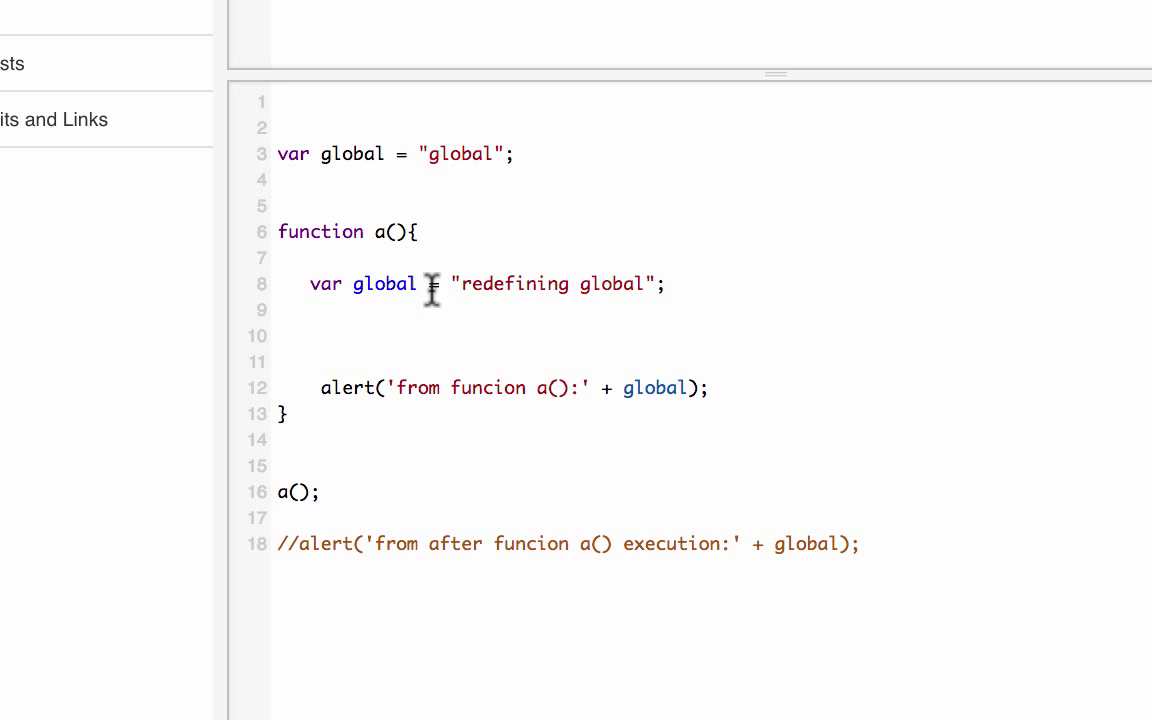 sts
its and Links
1
2
3 var global = "global";
4
5
6 function a(){
7
8 var global = "redefining global";
9
10
11
12 alert('from funcion a():' + global);
13 }
14
15
16 a();
17
18 //alert('from after funcion a() execution:' + global);